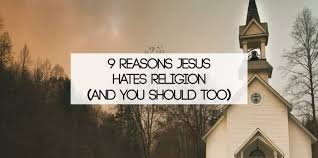 9 REASONS JESUS
HATES RELIGION
(AND YOU SHOULD TOO)